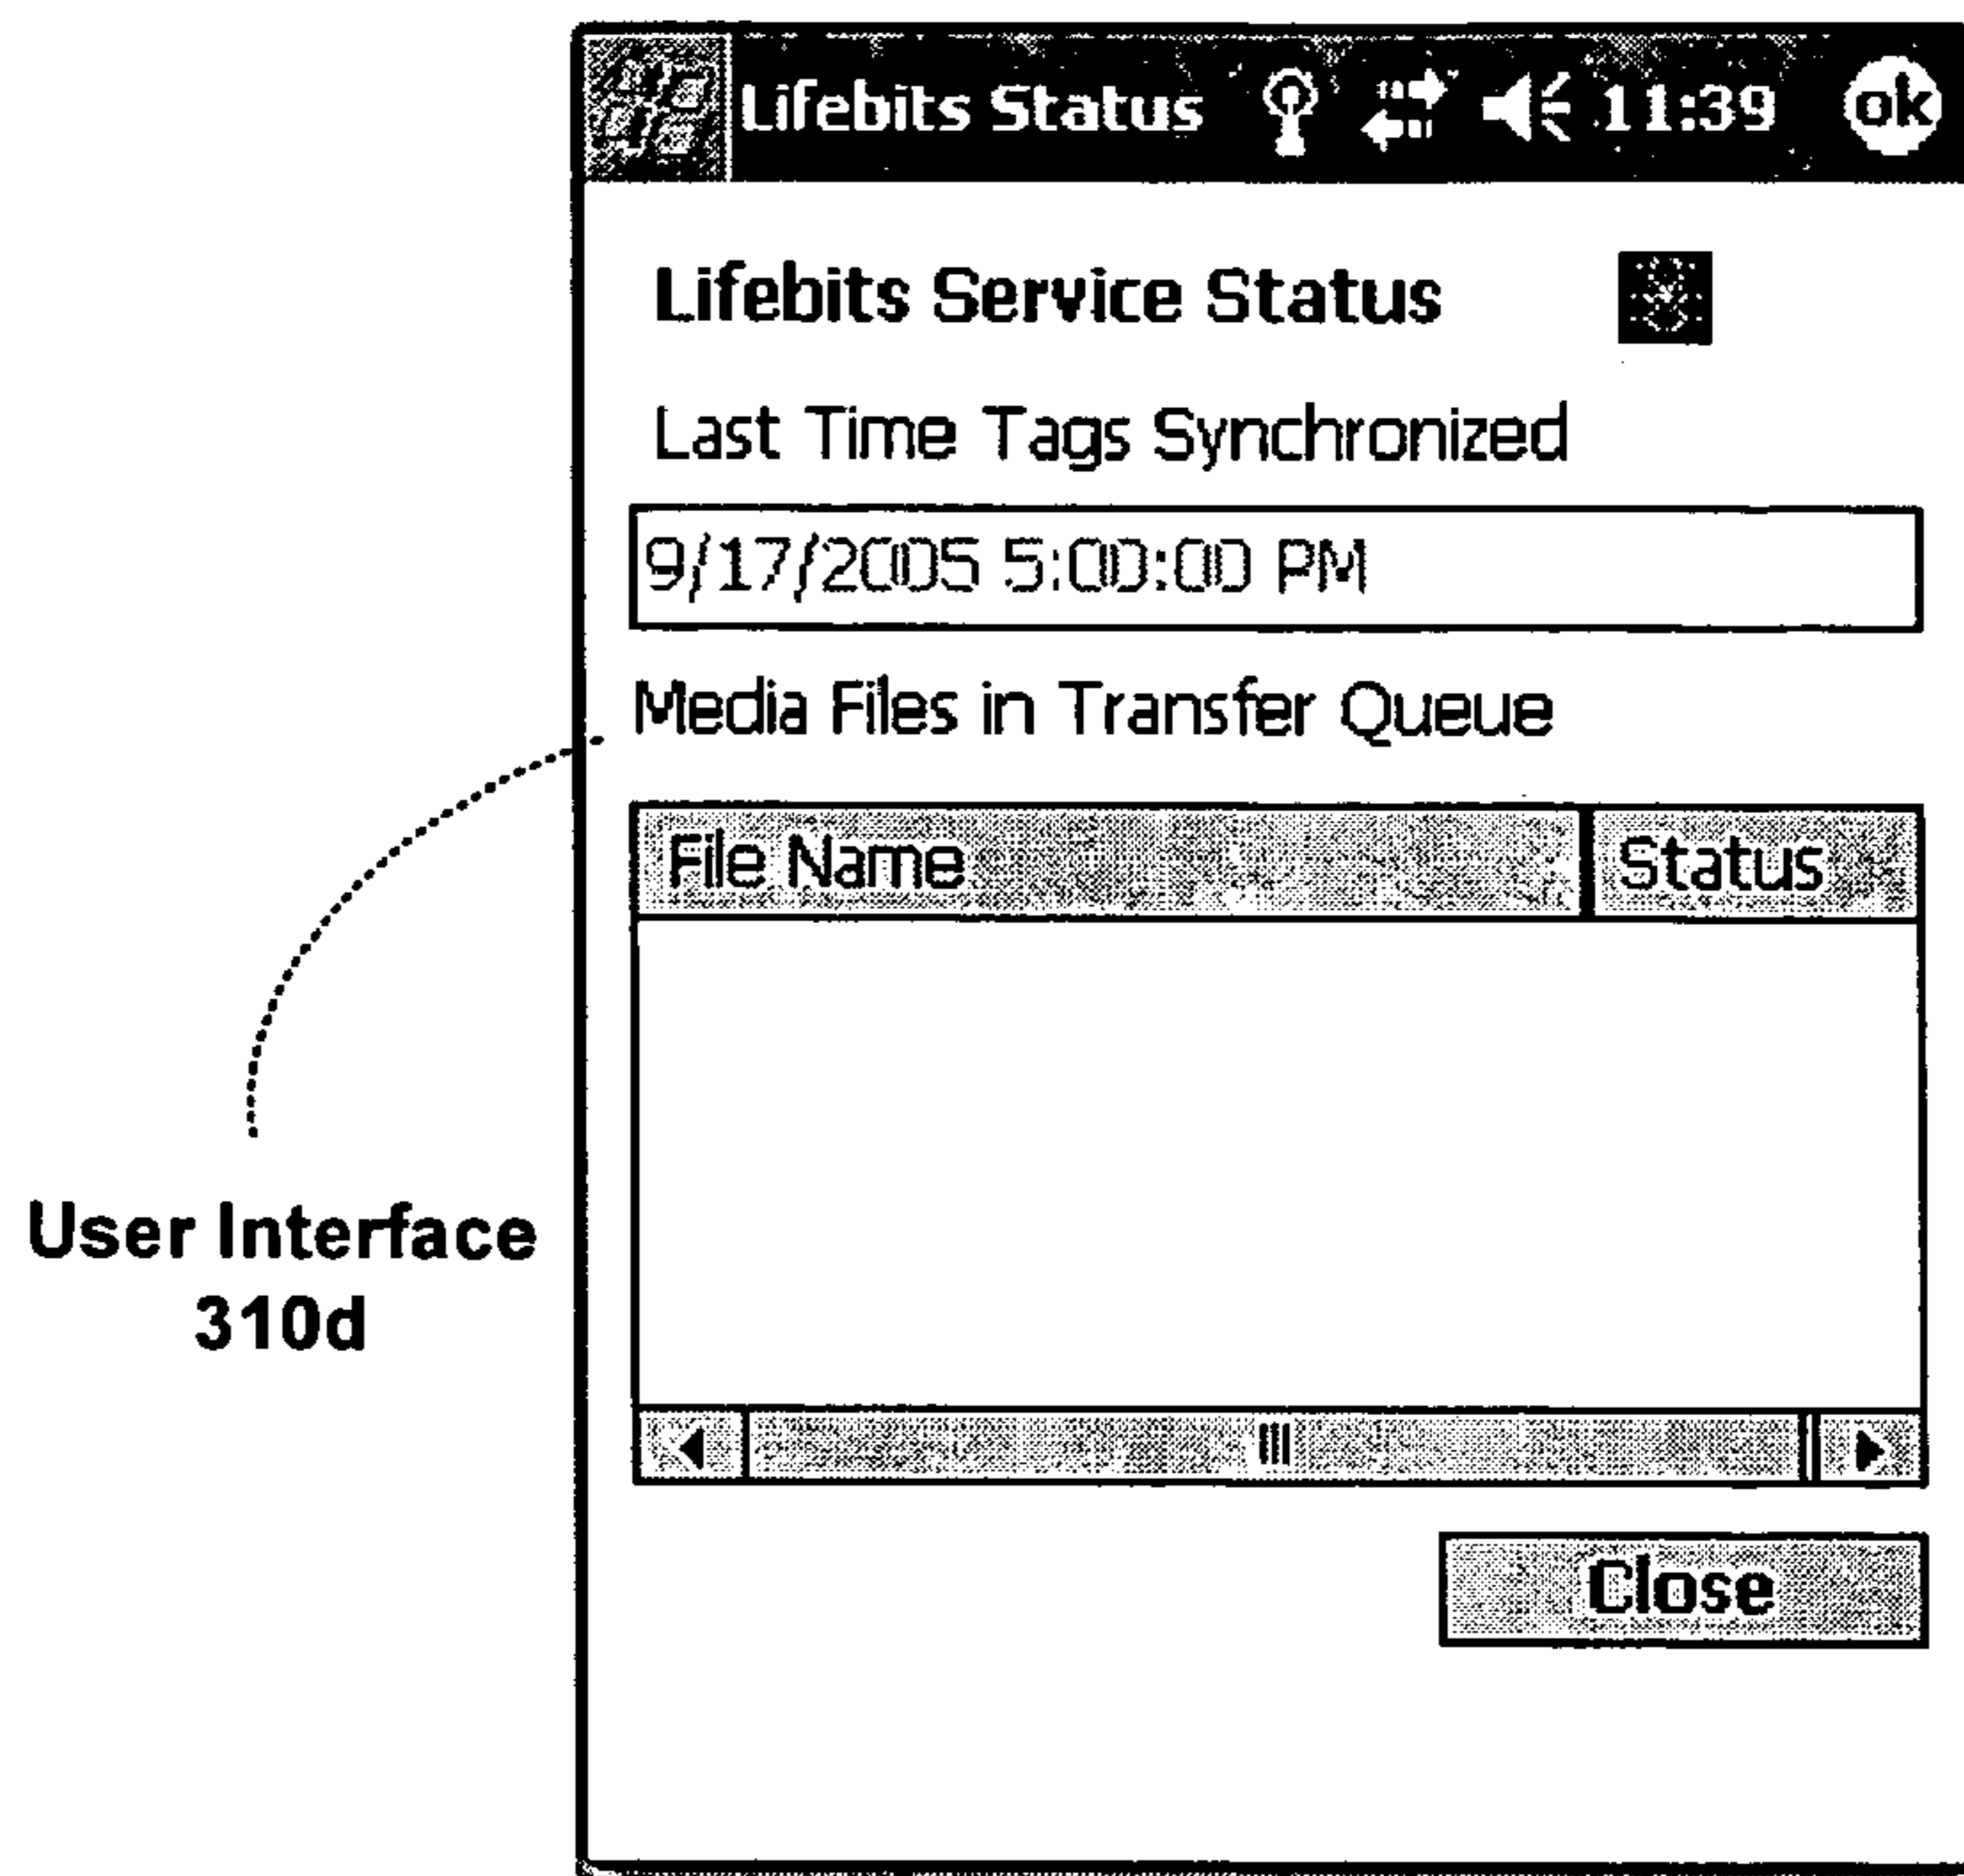 Lifebits Status 11:39 ok
Lifebits Service Status
Last Time Tags Synchronized
9/17/2005 5:00:00 PM
Media Files in Transfer Queue
File Name Status
User Interface
310d
Close